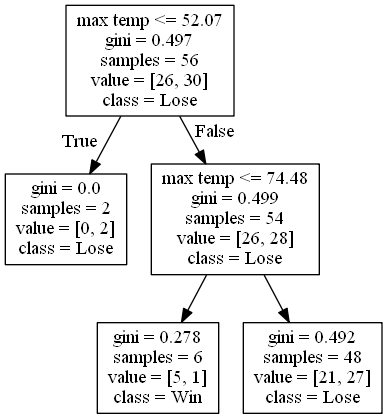 max temp <= 52.07
gini = 0.497
samples = 56
value = [26, 30]
class = Lose
True
False
gini = 0.0
samples = 2
value = [0, 2]
class = Lose
max temp <= 74.48
gini = 0.499
samples = 54
value = [26, 28]
class = Lose
gini = 0.278
samples = 6
value = [5, 1]
class = Win
gini = 0.492
samples = 48
value = [21, 27]
class = Lose